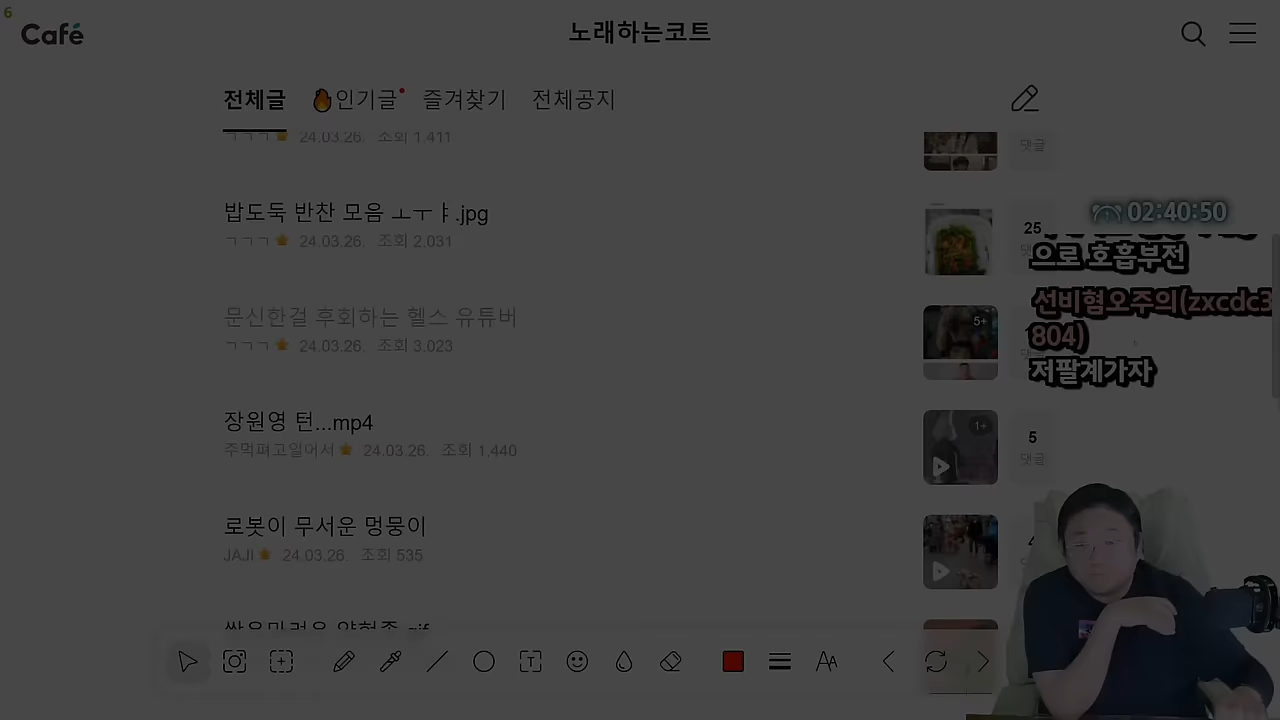 6
Café
노래하는코트
전체글
🔥인기글
즐겨찾기
전체공지
ㄱㄱㄱ 24.03.26. 조회 1,411
댓글
밥도둑 반찬 모음 ㅗㅜㅑ.jpg
ㄱㄱㄱ 24.03.26. 조회 2,031
25
02:40:50
으로 호흡부전
선비혐오주의(zxcdc3
804)
저팔계가자
문신한걸 후회하는 헬스 유튜버
ㄱㄱㄱ 24.03.26. 조회 3,023
5+
장원영 턴...mp4
주먹펴고일어서 24.03.26. 조회 1,440
1+
5
댓글
로봇이 무서운 멍뭉이
JAJI 24.03.26. 조회 535
T
AA